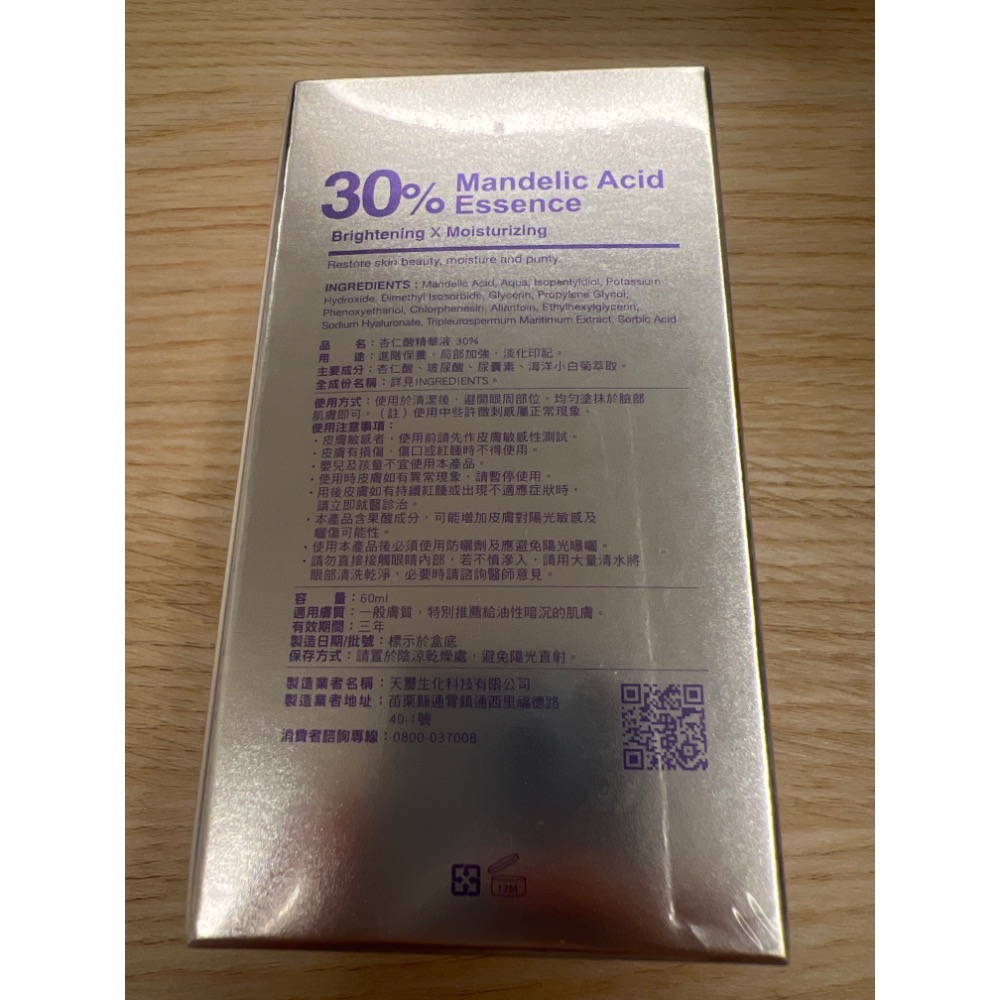 30% Mandelic Acid
Essence
Brightening X Moisturizing
Restore skin beauty, moisture and purity.
INGREDIENTS：Mandelic Acid, Aqua, Isopentyldiol, Potassium
Hydroxide, Dimethyl Isosorbide, Glycerin, Propylene Glycol,
Phenoxyethanol, Chlorphenesin, Allantoin, Ethylhexylglycerin,
Sodium Hyaluronate, Tripleurospermum Maritimum Extract, Sorbic Acid
品　　名：杏仁酸精華液 30%
用　　途：進階保養，局部加強，淡化印記。
主要成分：杏仁酸、玻尿酸、尿囊素、海洋小白菊萃取。
全成份名稱：詳見INGREDIENTS。
使用方式：使用於清潔後，避開眼周部位，均勻塗抹於臉部
肌膚即可。（註）使用中些許微刺感屬正常現象。
使用注意事項：
・皮膚敏感者，使用前請先作皮膚敏感性測試。
・皮膚有損傷、傷口或紅腫時不得使用。
・嬰兒及孩童不宜使用本產品。
・使用時皮膚如有異常現象，請暫停使用。
・用後皮膚如有持續紅腫或出現不適應症狀時，
請立即就醫診治。
・本產品含果酸成分，可能增加皮膚對陽光敏感及
曬傷可能性。
・使用本產品後必須使用防曬劑及應避免陽光曝曬。
・請勿直接接觸眼睛內部，若不慎滲入，請用大量清水將
眼部清洗乾淨，必要時請諮詢醫師意見。
容　　量：60ml
適用膚質：一般膚質，特別推薦給油性暗沉的肌膚。
有效期間：三年
製造日期/批號：標示於盒底
保存方式：請置於陰涼乾燥處，避免陽光直射。
製造業者名稱：天璽生化科技有限公司
製造業者地址：苗栗縣通霄鎮通西里福德路
40-1號
消費者諮詢專線：0800-037008
12M